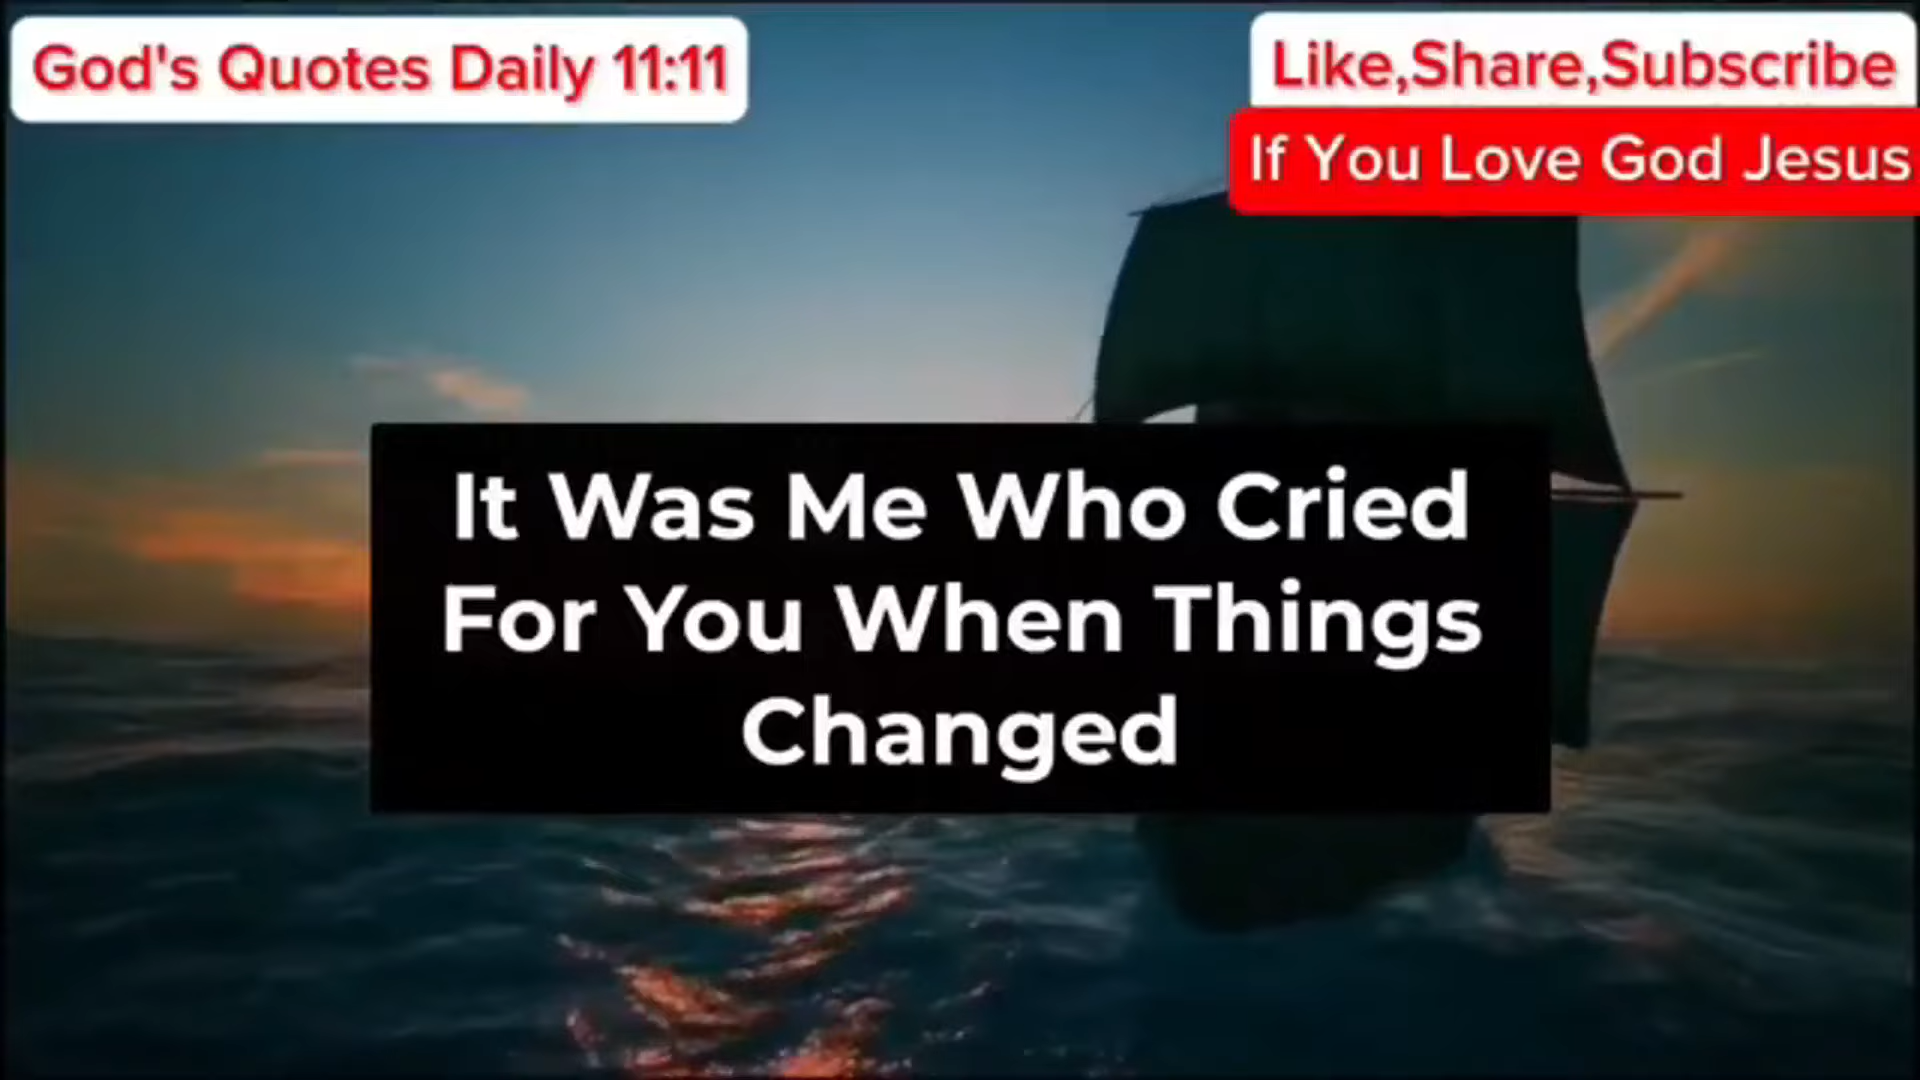 God's Quotes Daily 11:11
Like,Share,Subscribe
If You Love God Jesus
It Was Me Who Cried
For You When Things
Changed